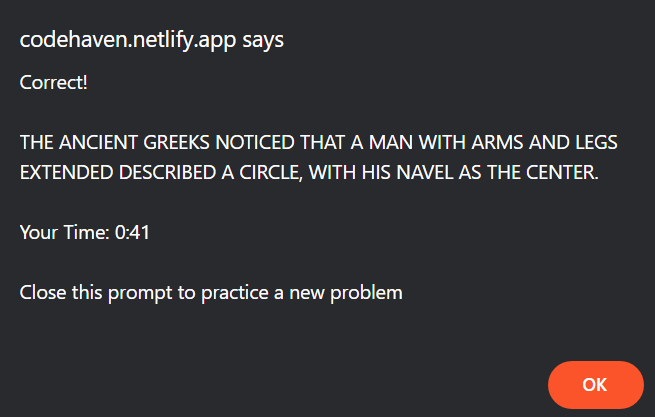 codehaven.netlify.app says
Correct!
THE ANCIENT GREEKS NOTICED THAT A MAN WITH ARMS AND LEGS
EXTENDED DESCRIBED A CIRCLE, WITH HIS NAVEL AS THE CENTER.
Your Time: 0:41
Close this prompt to practice a new problem
OK